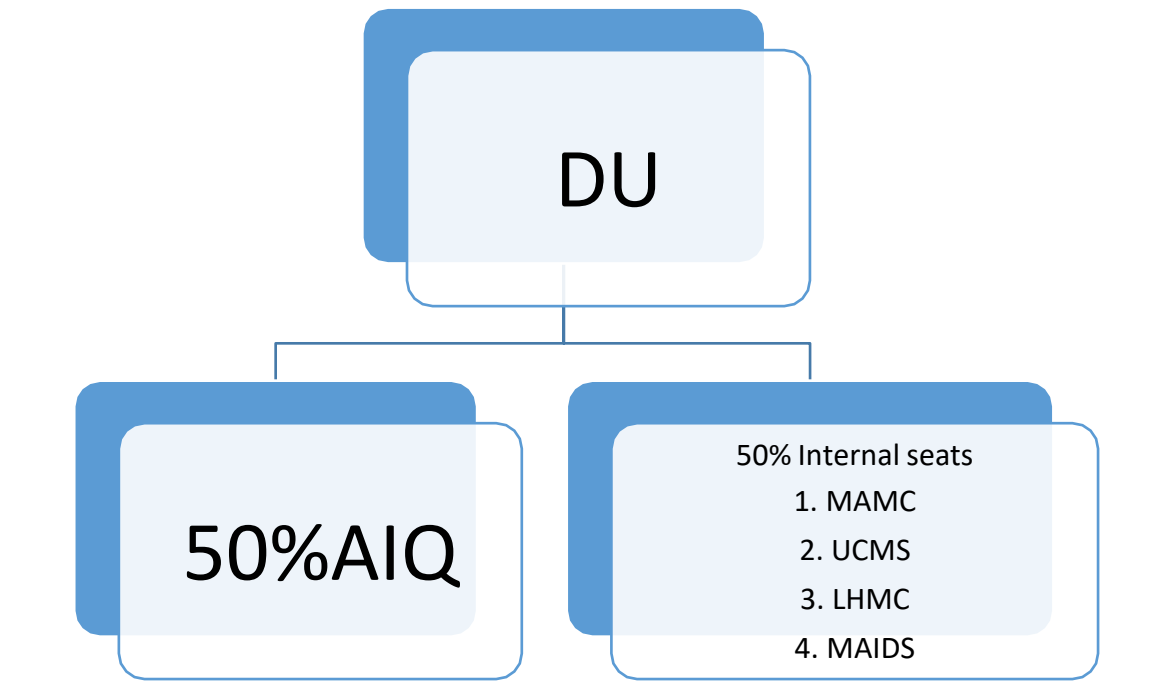 DU
50%AIQ
50% Internal seats
1. MAMC
2. UCMS
3. LHMC
4. MAIDS